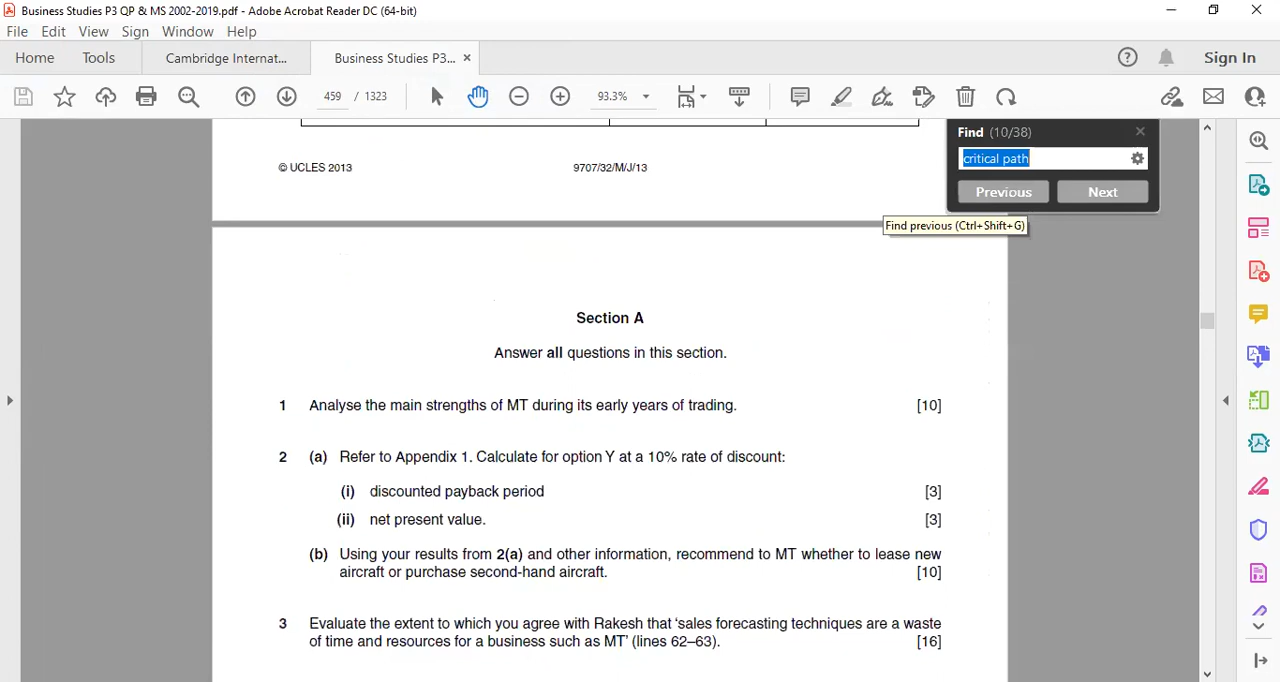 Business Studies P3 QP & MS 2002-2019.pdf - Adobe Acrobat Reader DC (64-bit)
File Edit View Sign Window Help
Home Tools Cambridge Internat... Business Studies P3... × Sign In
459 / 1323 93.3%
Find (10/38)
critical path
Previous Next
Find previous (Ctrl+Shift+G)
© UCLES 2013 9707/32/M/J/13
Section A
Answer all questions in this section.
1 Analyse the main strengths of MT during its early years of trading. [10]
2 (a) Refer to Appendix 1. Calculate for option Y at a 10% rate of discount:
(i) discounted payback period [3]
(ii) net present value. [3]
(b) Using your results from 2(a) and other information, recommend to MT whether to lease new
aircraft or purchase second-hand aircraft. [10]
3 Evaluate the extent to which you agree with Rakesh that ‘sales forecasting techniques are a waste
of time and resources for a business such as MT’ (lines 62–63). [16]